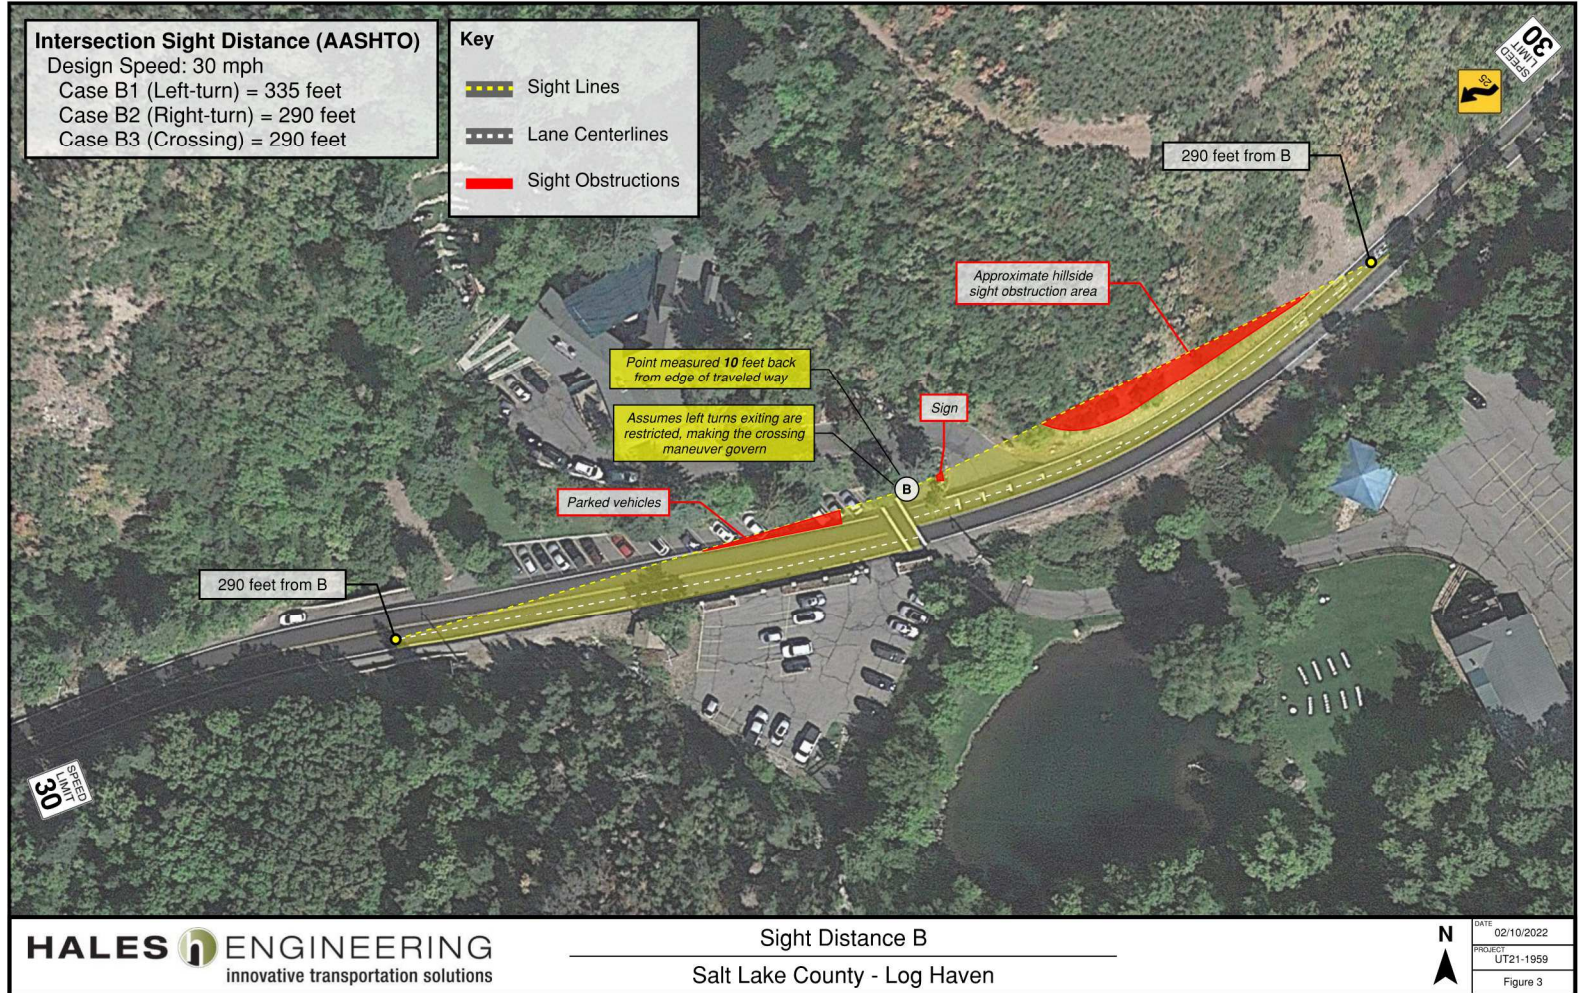 Intersection Sight Distance (AASHTO)
Design Speed: 30 mph
Case B1 (Left-turn) = 335 feet
Case B2 (Right-turn) = 290 feet
Case B3 (Crossing) = 290 feet
Key
Sight Lines
Lane Centerlines
Sight Obstructions
SPEED
LIMIT
30
25
290 feet from B
Approximate hillside
sight obstruction area
Point measured 10 feet back
from edge of traveled way
Sign
Assumes left turns exiting are
restricted, making the crossing
maneuver govern
B
Parked vehicles
290 feet from B
SPEED
LIMIT
30
HALES h ENGINEERING
innovative transportation solutions
Sight Distance B
Salt Lake County - Log Haven
N
DATE
02/10/2022
PROJECT
UT21-1959
Figure 3